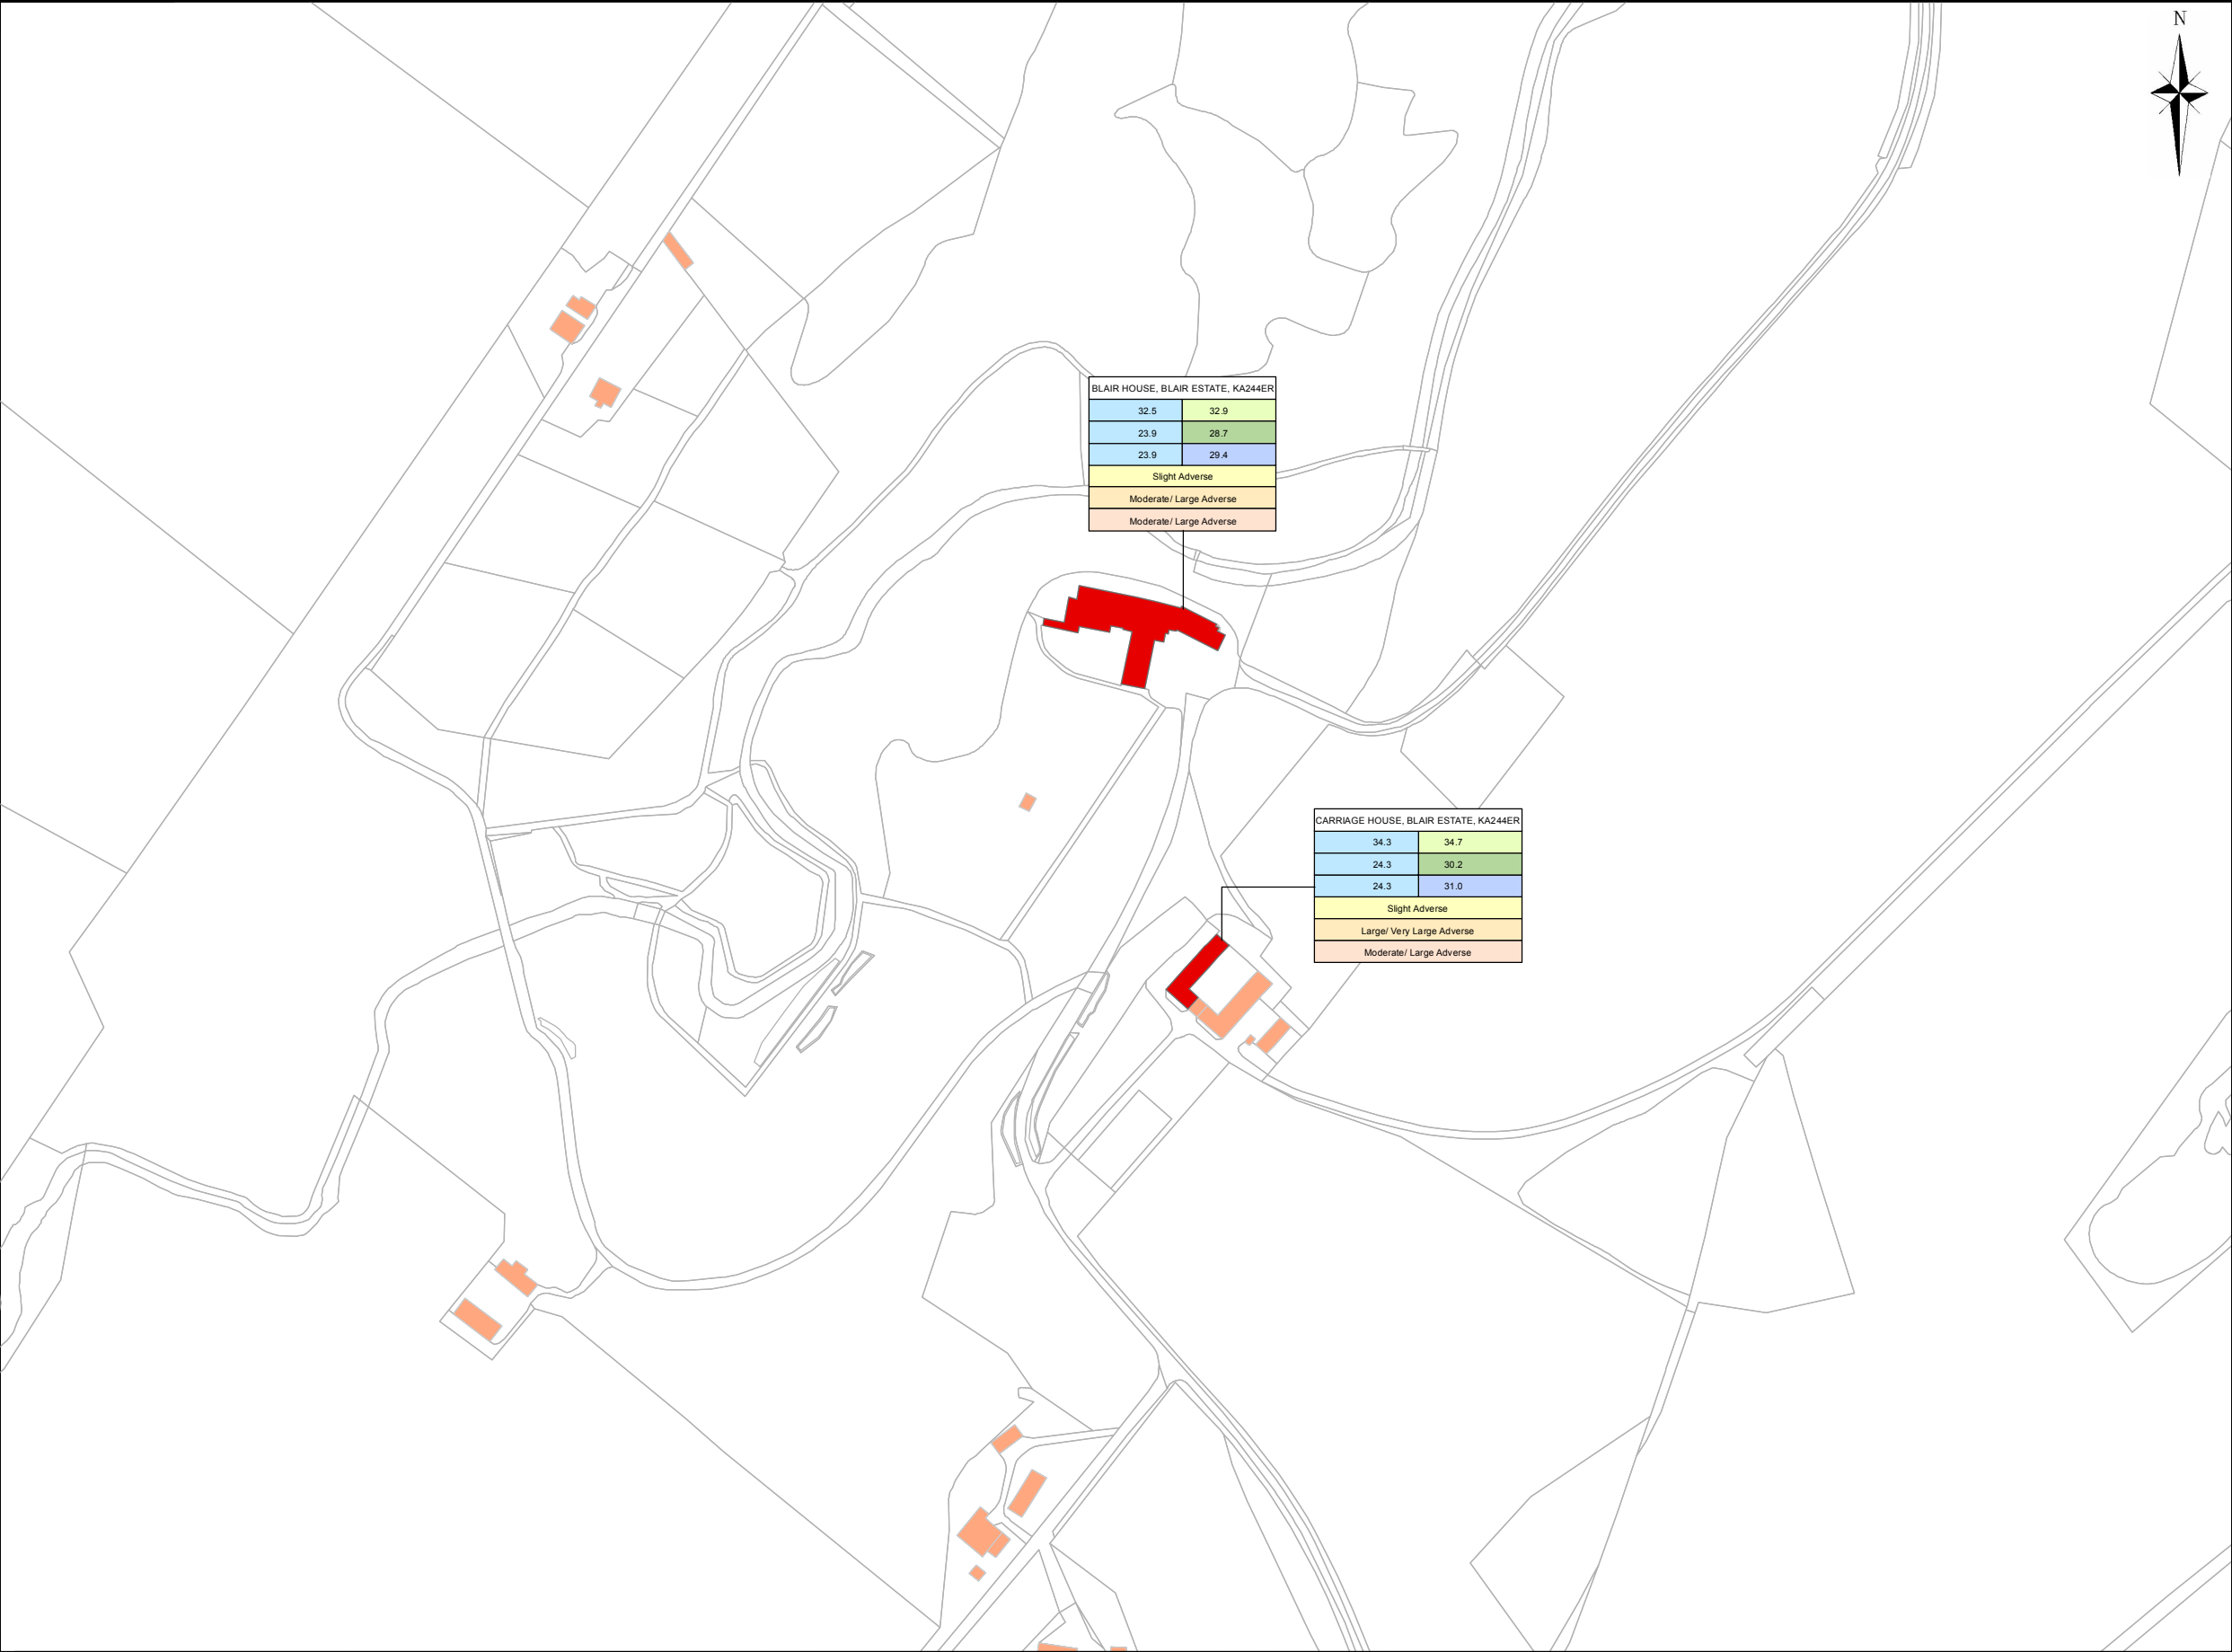 N
BLAIR HOUSE, BLAIR ESTATE, KA244ER
32.5 32.9
23.9 28.7
23.9 29.4
Slight Adverse
Moderate/ Large Adverse
Moderate/ Large Adverse
CARRIAGE HOUSE, BLAIR ESTATE, KA244ER
34.3 34.7
24.3 30.2
24.3 31.0
Slight Adverse
Large/ Very Large Adverse
Moderate/ Large Adverse